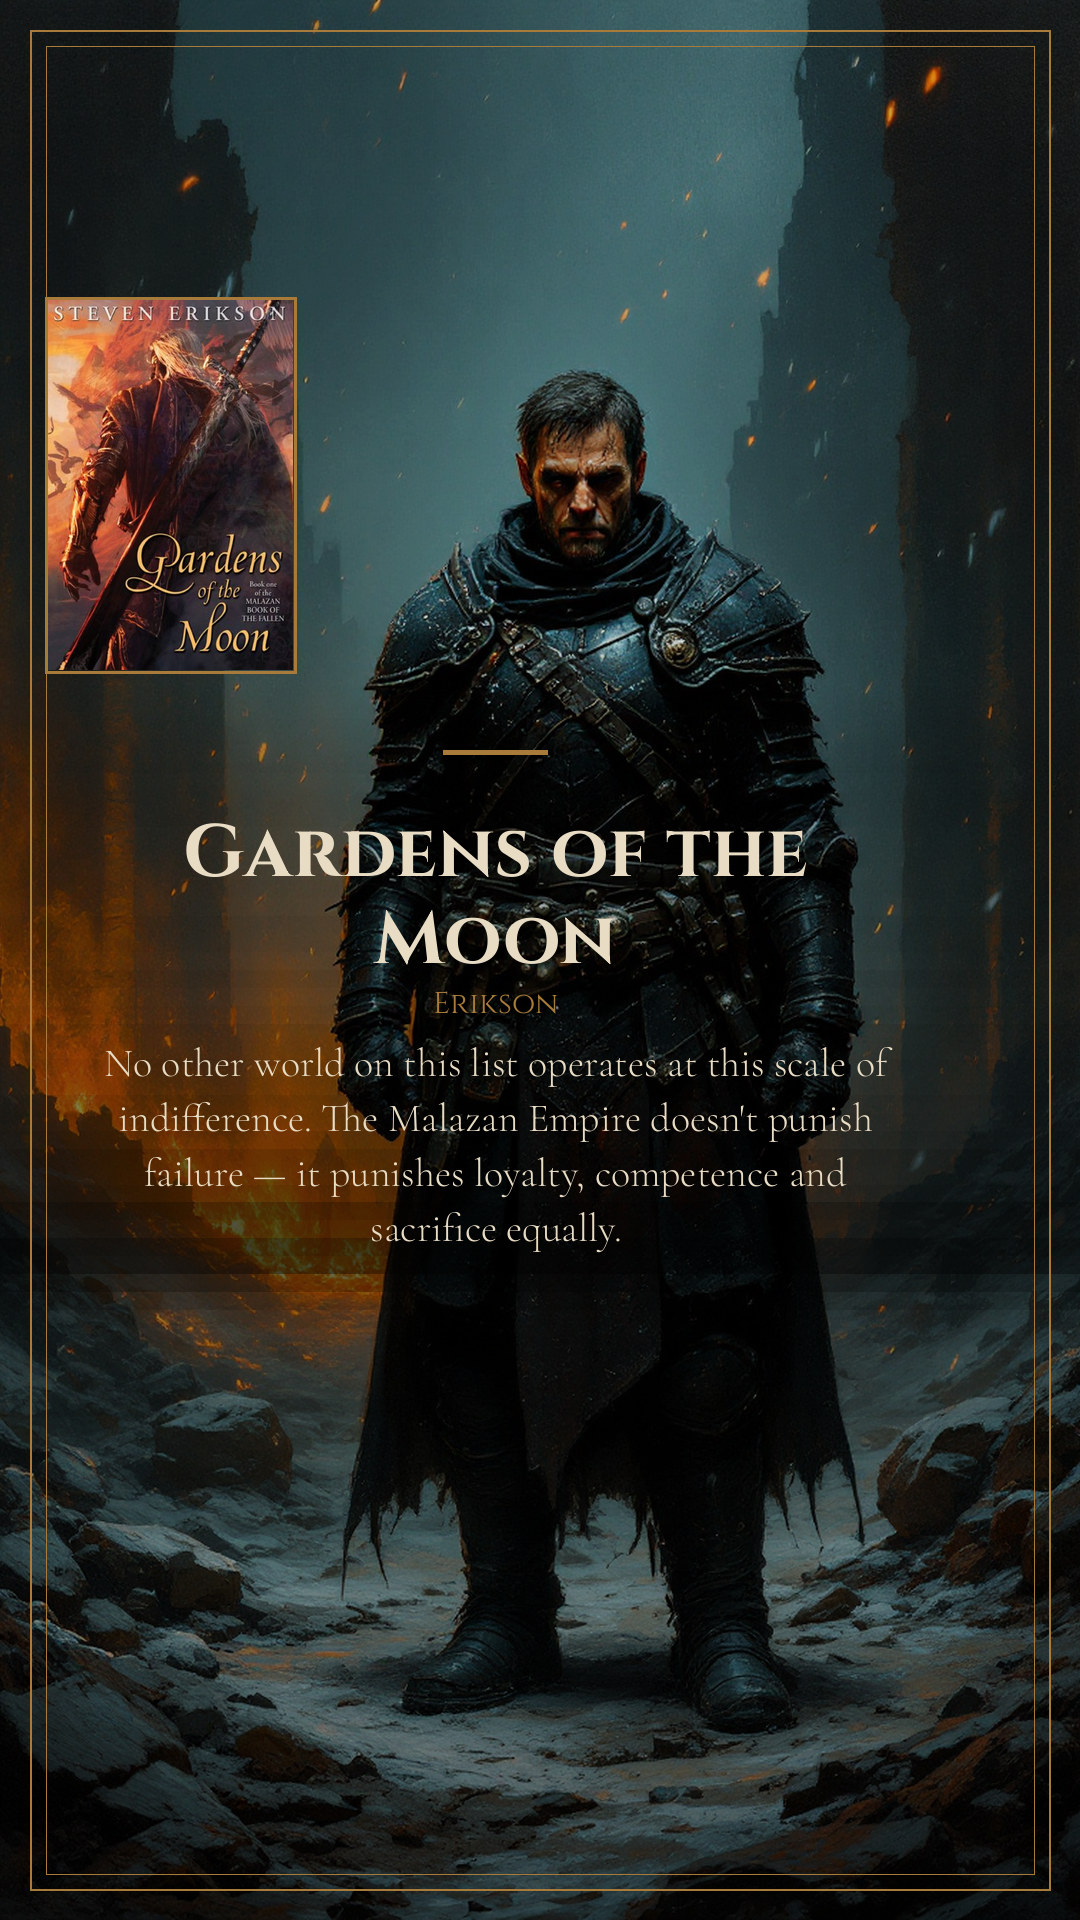 STEVEN ERIKSON
Gardens
of the
Moon
Book one
of the
MALAZAN
BOOK OF
THE FALLEN
GARDENS OF THE
MOON
ERIKSON
No other world on this list operates at this scale of
indifference. The Malazan Empire doesn't punish
failure — it punishes loyalty, competence and
sacrifice equally.